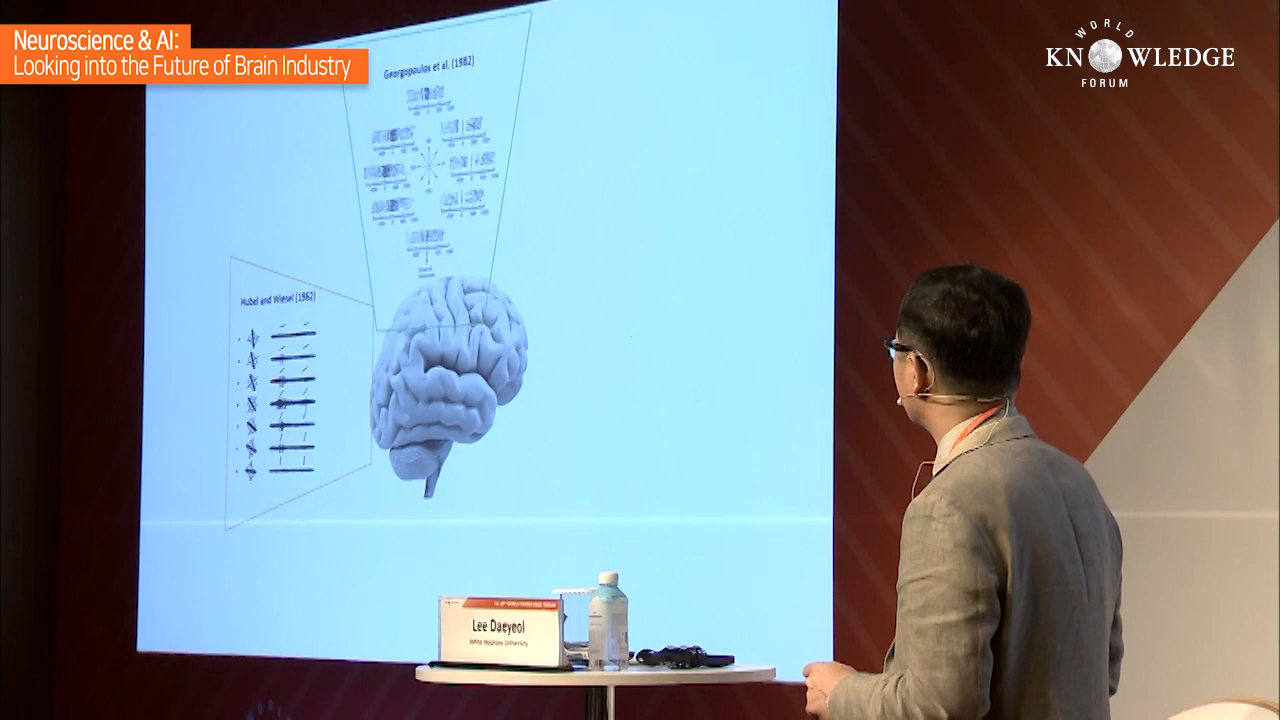 Neuroscience & AI:
Looking into the Future of Brain Industry
WORLD
KNOWLEDGE
FORUM
Georgopoulos et al. (1982)
Hubel and Wiesel (1962)
Lee Daeyeol
Johns Hopkins University